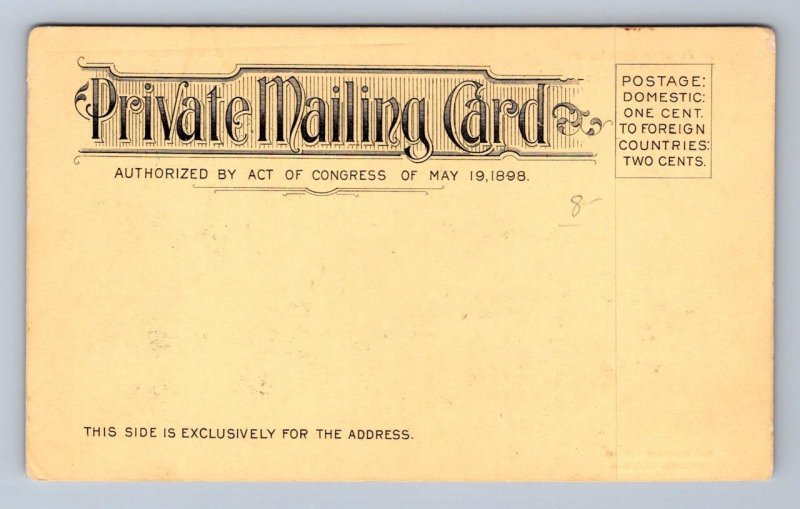 Private Mailing Card
AUTHORIZED BY ACT OF CONGRESS OF MAY 19, 1898.
POSTAGE:
DOMESTIC:
ONE CENT.
TO FOREIGN
COUNTRIES:
TWO CENTS.
8-
THIS SIDE IS EXCLUSIVELY FOR THE ADDRESS.